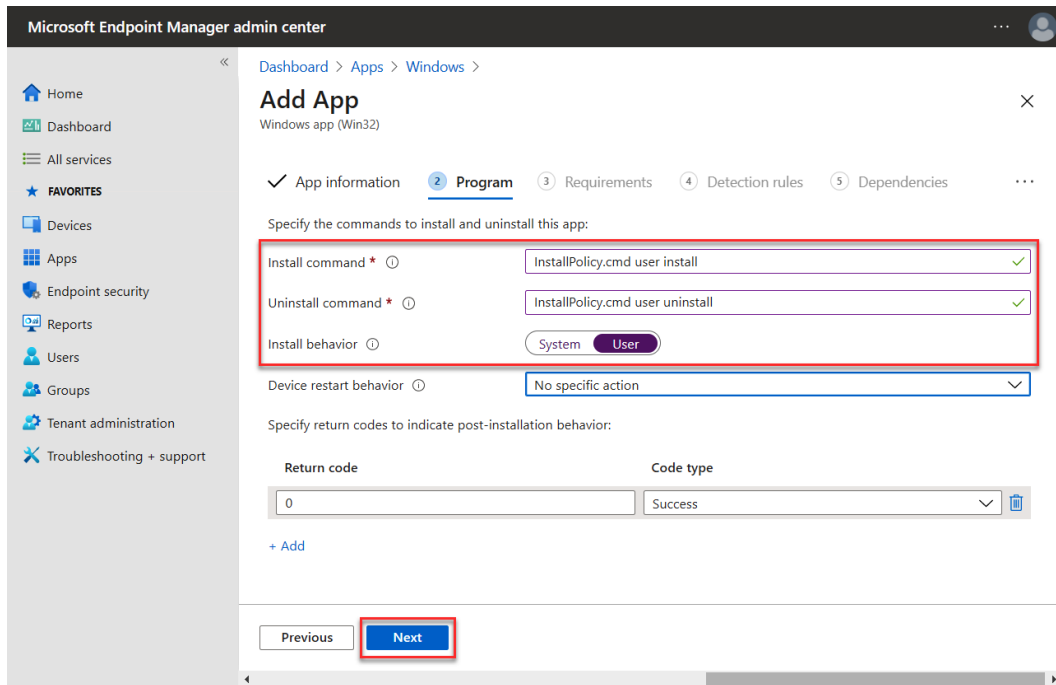 Microsoft Endpoint Manager admin center ...
«
Home
Dashboard
All services
FAVORITES
Devices
Apps
Endpoint security
Reports
Users
Groups
Tenant administration
Troubleshooting + support
Dashboard > Apps > Windows >
Add App
Windows app (Win32)
App information 2 Program 3 Requirements 4 Detection rules 5 Dependencies ...
Specify the commands to install and uninstall this app:
Install command * InstallPolicy.cmd user install
Uninstall command * InstallPolicy.cmd user uninstall
Install behavior System User
Device restart behavior No specific action
Specify return codes to indicate post-installation behavior:
Return code Code type
0 Success
+ Add
Previous Next